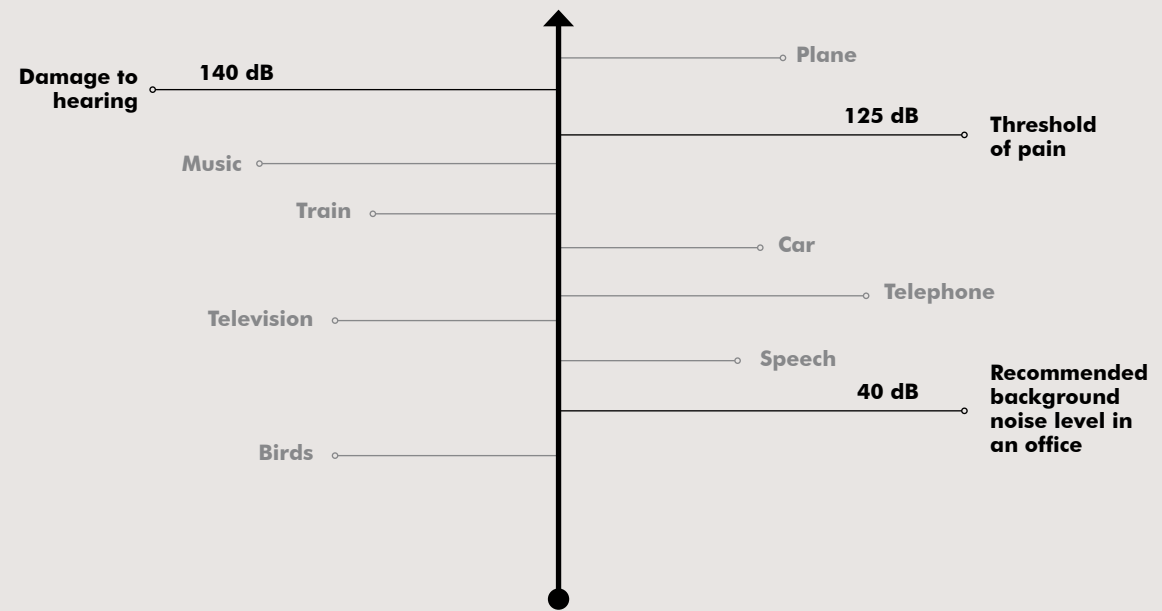 Plane
140 dB
Damage to
hearing
125 dB
Threshold
of pain
Music
Train
Car
Telephone
Television
Speech
40 dB
Recommended
background
noise level in
an office
Birds